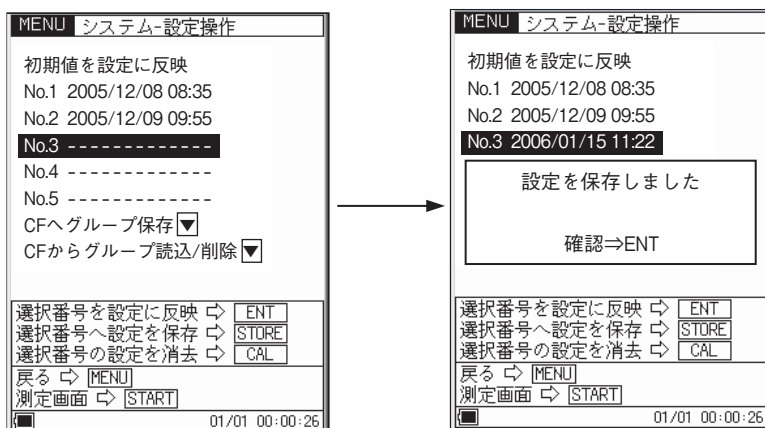 MENU システム-設定操作
初期値を設定に反映
No.1 2005/12/08 08:35
No.2 2005/12/09 09:55
No.3 - - - - - - - - - - - - -
No.4 - - - - - - - - - - - - -
No.5 - - - - - - - - - - - - -
CFへグループ保存▼
CFからグループ読込/削除▼
選択番号を設定に反映 ⇨ ENT
選択番号へ設定を保存 ⇨ STORE
選択番号の設定を消去 ⇨ CAL
戻る ⇨ MENU
測定画面 ⇨ START
01/01 00:00:26
MENU システム-設定操作
初期値を設定に反映
No.1 2005/12/08 08:35
No.2 2005/12/09 09:55
No.3 2006/01/15 11:22
設定を保存しました
確認⇒ENT
選択番号を設定に反映 ⇨ ENT
選択番号へ設定を保存 ⇨ STORE
選択番号の設定を消去 ⇨ CAL
戻る ⇨ MENU
測定画面 ⇨ START
01/01 00:00:26